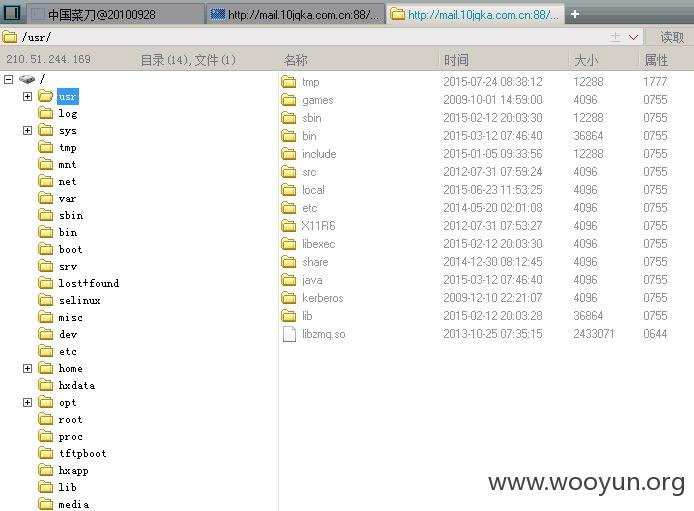 中国菜刀@20100928 http://mail.10jqka.com.cn:88/... http://mail.10jqka.com.cn:88/... +
/usr/ 读取
210.51.244.169 目录(14),文件(1) 名称 时间 大小 属性
/
usr
log
sys
tmp
mnt
net
var
sbin
bin
boot
srv
lost+found
selinux
misc
dev
etc
home
hxdata
opt
root
proc
tftpboot
hxapp
lib
media
tmp 2015-07-24 08:38:12 12288 1777
games 2009-10-01 14:59:00 4096 0755
sbin 2015-02-12 20:03:30 12288 0755
bin 2015-03-12 07:46:40 36864 0755
include 2015-01-05 09:33:56 12288 0755
src 2012-07-31 07:59:24 4096 0755
local 2015-06-23 11:53:25 4096 0755
etc 2014-05-20 02:01:08 4096 0755
X11R6 2012-07-31 07:53:27 4096 0755
libexec 2015-02-12 20:03:30 4096 0755
share 2014-12-30 08:12:45 4096 0755
java 2015-03-12 07:46:40 4096 0755
kerberos 2009-12-10 22:21:07 4096 0755
lib 2015-02-12 20:03:28 36864 0755
libzmq.so 2013-10-25 07:35:15 2433071 0644
www.wooyun.org